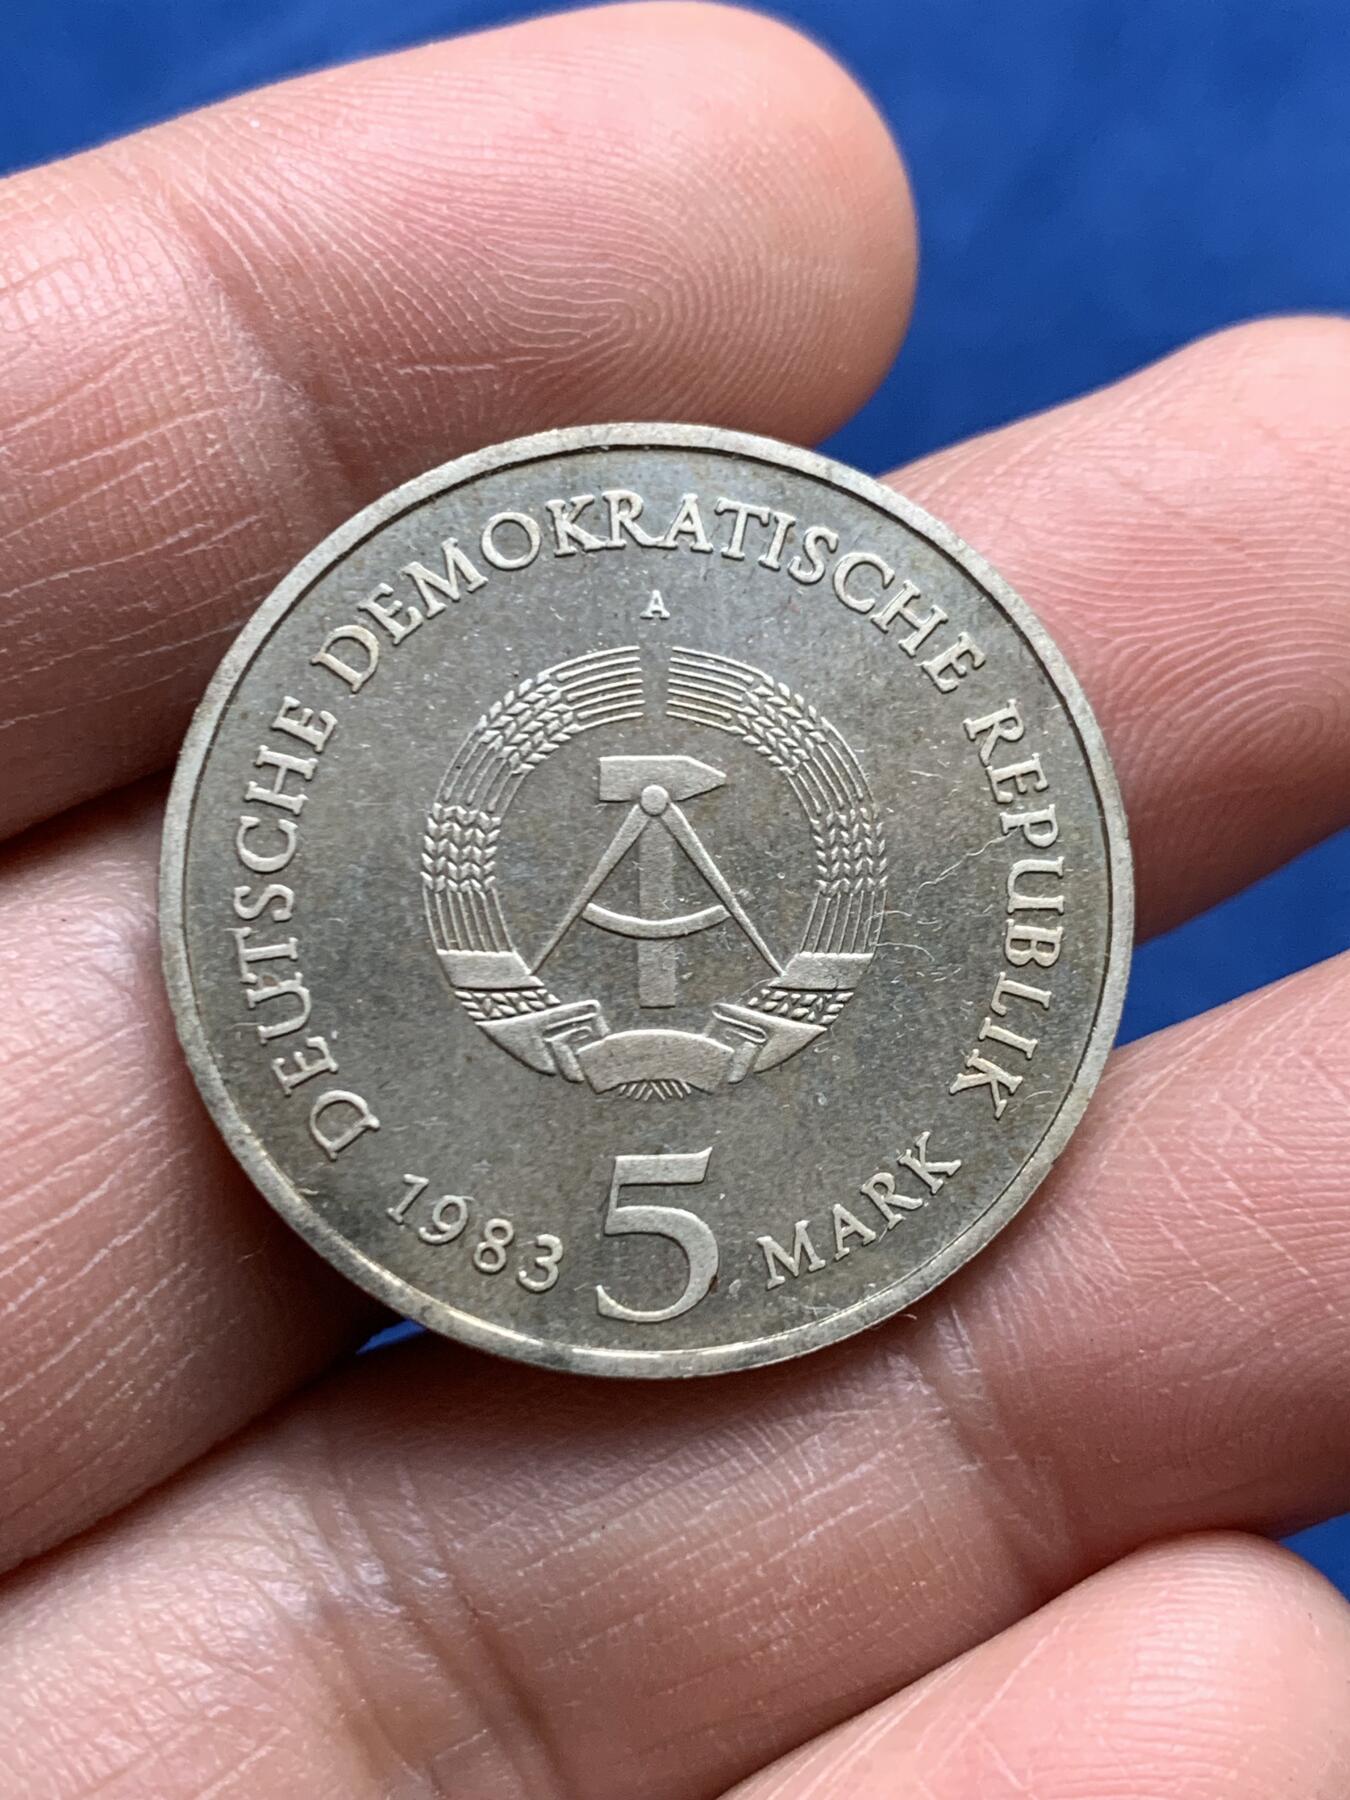 DEUTSCHE DEMOKRATISCHE REPUBLIK
A
1983 5 MARK